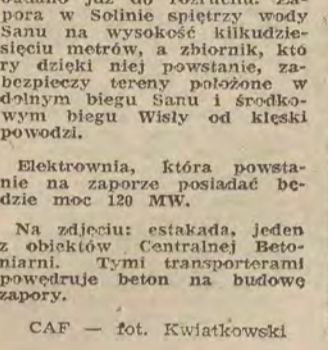 dano już do rozruchu. Za-
pora w Solinie spiętrzy wody
Sanu na wysokość kilkudzie-
sięciu metrów, a zbiornik, któ
ry dzięki niej powstanie, za-
bezpieczy tereny położone w
dolnym biegu Sanu i środko-
wym biegu Wisły od klęski
powodzi.
Elektrownia, która powsta-
nie na zaporze posiadać bę-
dzie moc 120 MW.
Na zdjęciu: estakada, jeden
z obiektów Centralnej Beto-
niarni. Tymi transporterami
powędruje beton na budowę
zapory.
CAF — fot. Kwiatkowski